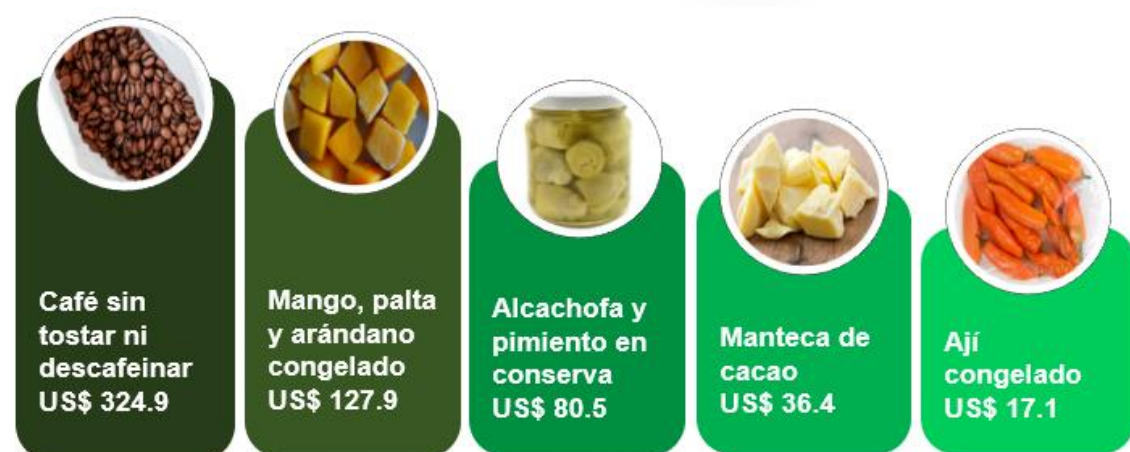 Café sin
tostar ni
descafeinar
US$ 324.9
Mango, palta
y arándano
congelado
US$ 127.9
Alcachofa y
pimiento en
conserva
US$ 80.5
Manteca de
cacao
US$ 36.4
Ají
congelado
US$ 17.1